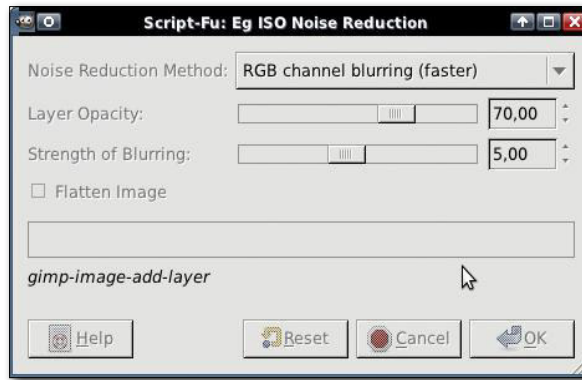 Script-Fu: Eg ISO Noise Reduction
Noise Reduction Method: RGB channel blurring (faster)
Layer Opacity: 70,00
Strength of Blurring: 5,00
Flatten Image
gimp-image-add-layer
Help Reset Cancel OK